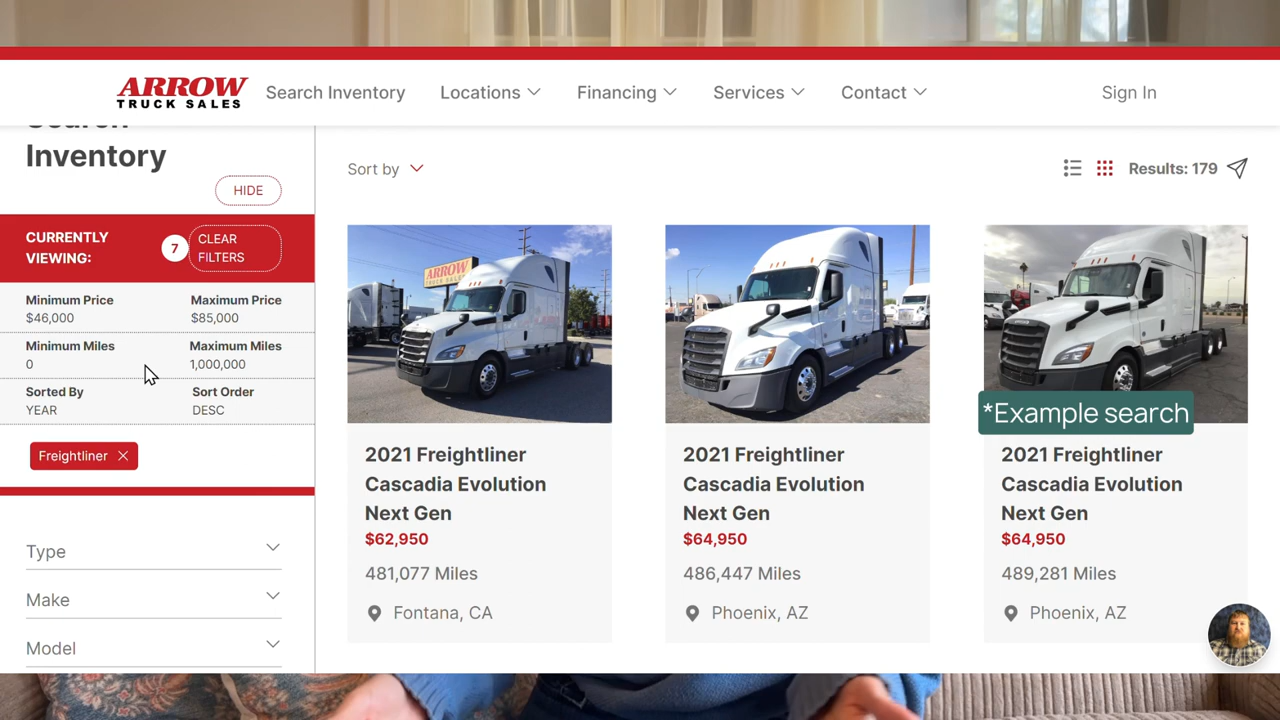 ARROW
TRUCK SALES
Search Inventory
Locations
Financing
Services
Contact
Sign In
Search
Inventory
HIDE
CURRENTLY
VIEWING:
7
CLEAR
FILTERS
Minimum Price
Maximum Price
$46,000
$85,000
Minimum Miles
Maximum Miles
0
1,000,000
Sorted By
Sort Order
YEAR
DESC
Freightliner
Type
Make
Model
Sort by
Results: 179
ARROW
*Example search
2021 Freightliner
Cascadia Evolution
Next Gen
$62,950
481,077 Miles
Fontana, CA
2021 Freightliner
Cascadia Evolution
Next Gen
$64,950
486,447 Miles
Phoenix, AZ
2021 Freightliner
Cascadia Evolution
Next Gen
$64,950
489,281 Miles
Phoenix, AZ